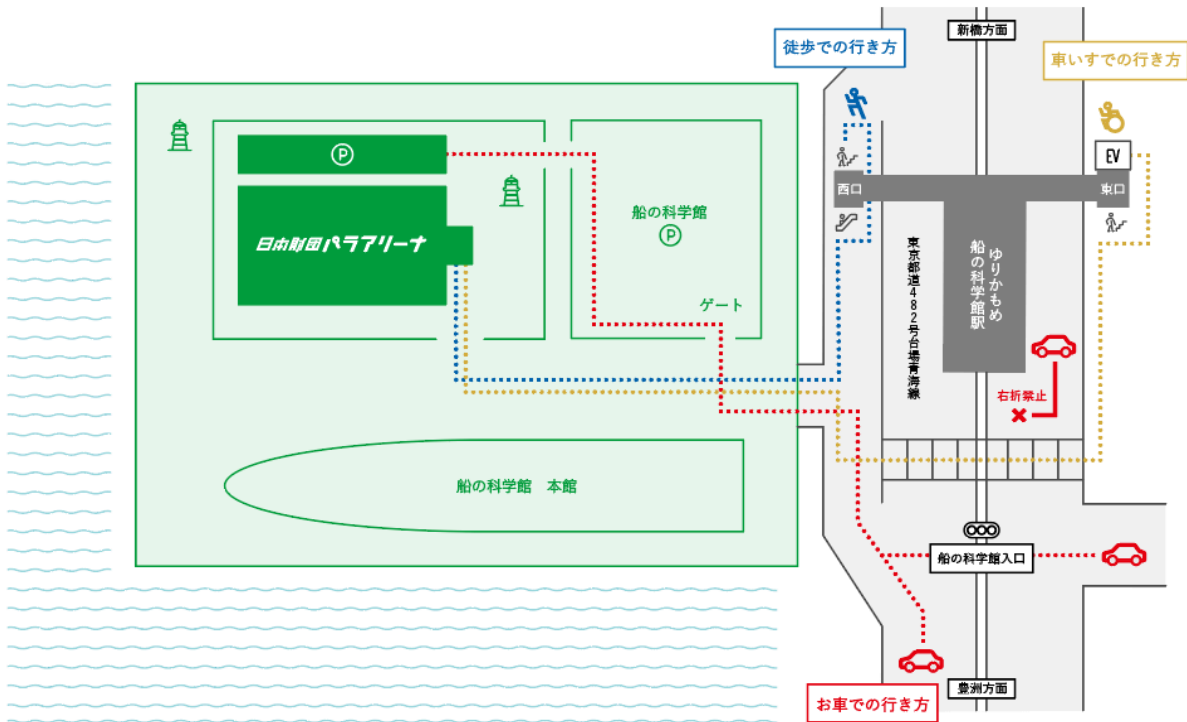 新橋方面
徒歩での行き方
車いすでの行き方
P
EV
西口
東口
船の科学館
P
日本財団パラアリーナ
ゆりかもめ
船の科学館駅
東京都道482号台場青海線
ゲート
右折禁止
船の科学館 本館
船の科学館入口
お車での行き方
豊洲方面